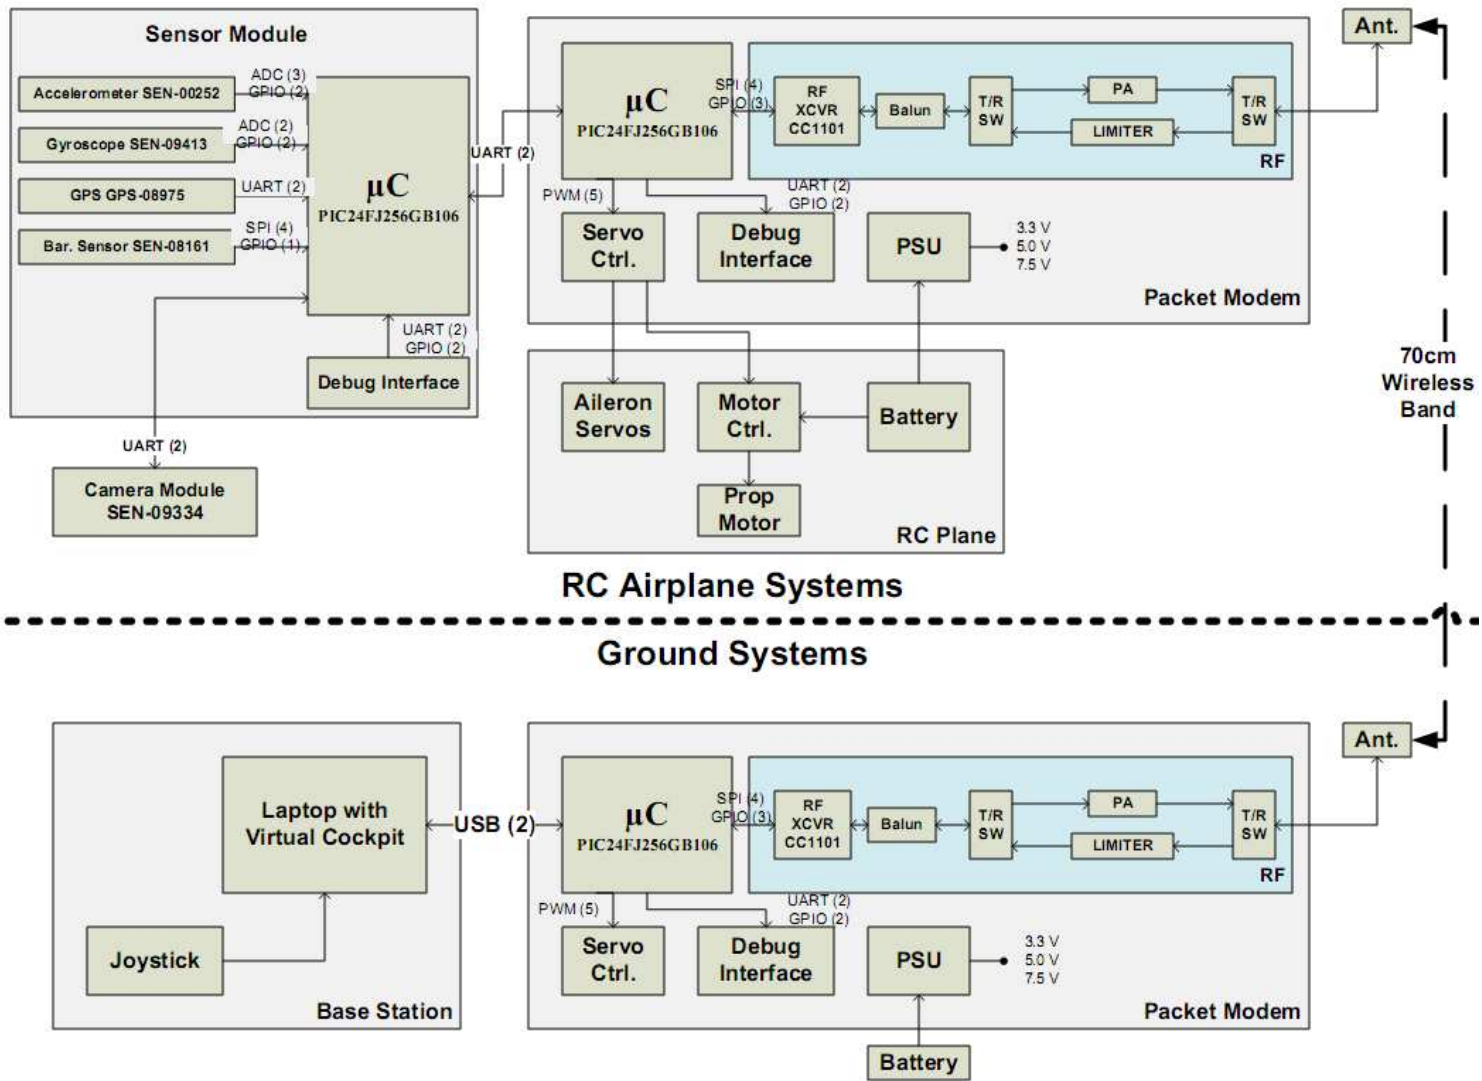 Sensor Module
Accelerometer SEN-00252
ADC (3)
GPIO (2)
Gyroscope SEN-09413
ADC (2)
GPIO (2)
GPS GPS-08975
UART (2)
Bar. Sensor SEN-08161
SPI (4)
GPIO (1)
µC
PIC24FJ256GB106
UART (2)
GPIO (2)
Debug Interface
UART (2)
Camera Module
SEN-09334
UART (2)
µC
PIC24FJ256GB106
SPI (4)
GPIO (3)
RF
XCVR
CC1101
Balun
T/R
SW
PA
LIMITER
T/R
SW
RF
Ant.
PWM (5)
UART (2)
GPIO (2)
Servo
Ctrl.
Debug
Interface
PSU
3.3 V
5.0 V
7.5 V
Packet Modem
Aileron
Servos
Motor
Ctrl.
Battery
Prop
Motor
RC Plane
70cm
Wireless
Band
RC Airplane Systems
Ground Systems
Laptop with
Virtual Cockpit
Joystick
Base Station
USB (2)
µC
PIC24FJ256GB106
SPI (4)
GPIO (3)
RF
XCVR
CC1101
Balun
T/R
SW
PA
LIMITER
T/R
SW
RF
Ant.
PWM (5)
UART (2)
GPIO (2)
Servo
Ctrl.
Debug
Interface
PSU
3.3 V
5.0 V
7.5 V
Packet Modem
Battery